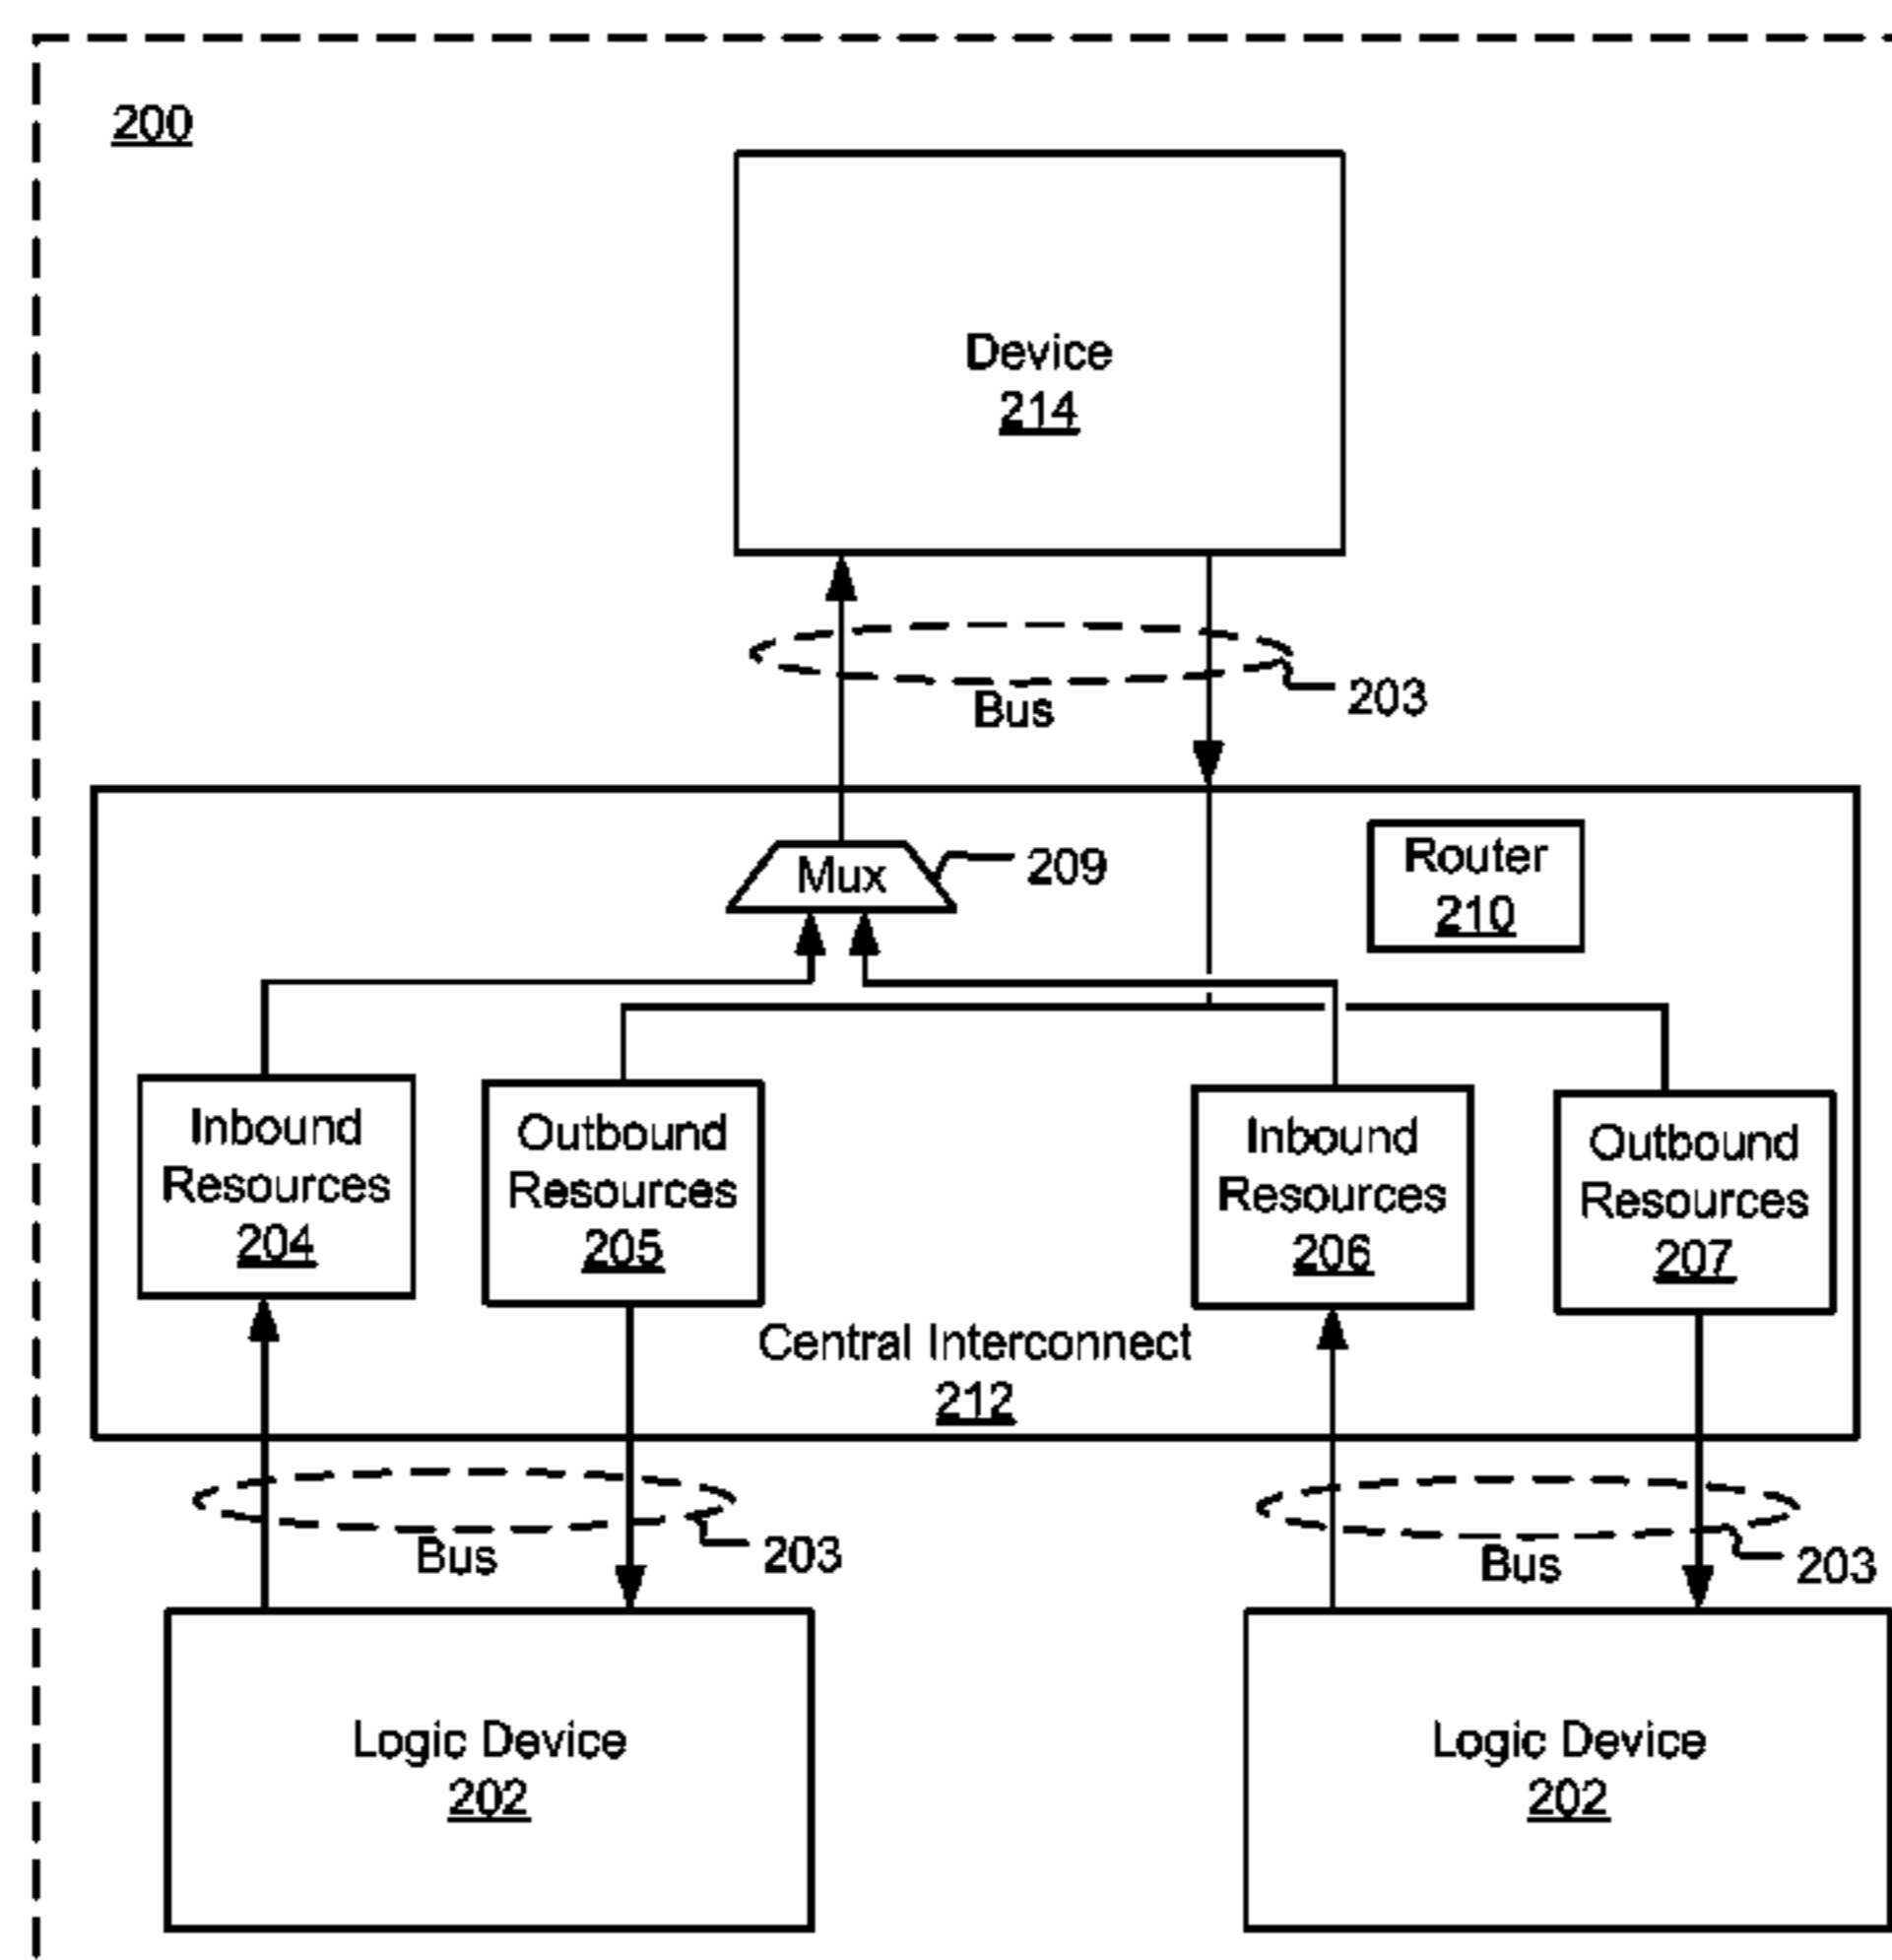 200
Device
214
Bus
203
Mux
209
Router
210
Inbound
Resources
204
Outbound
Resources
205
Inbound
Resources
206
Outbound
Resources
207
Central Interconnect
212
Bus
203
Bus
203
Logic Device
202
Logic Device
202